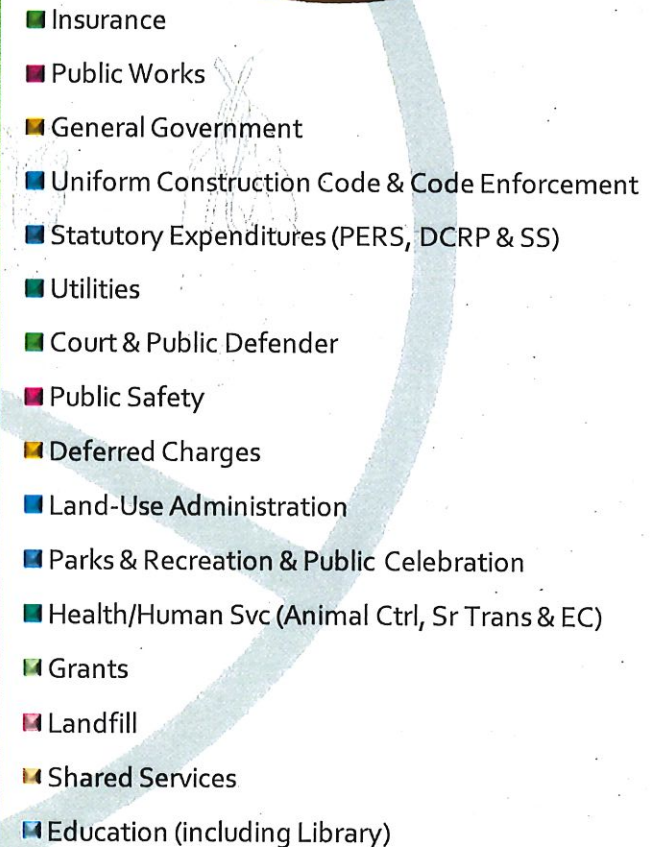 Insurance
Public Works
General Government
Uniform Construction Code & Code Enforcement
Statutory Expenditures (PERS, DCRP & SS)
Utilities
Court & Public Defender
Public Safety
Deferred Charges
Land-Use Administration
Parks & Recreation & Public Celebration
Health/Human Svc (Animal Ctrl, Sr Trans & EC)
Grants
Landfill
Shared Services
Education (including Library)